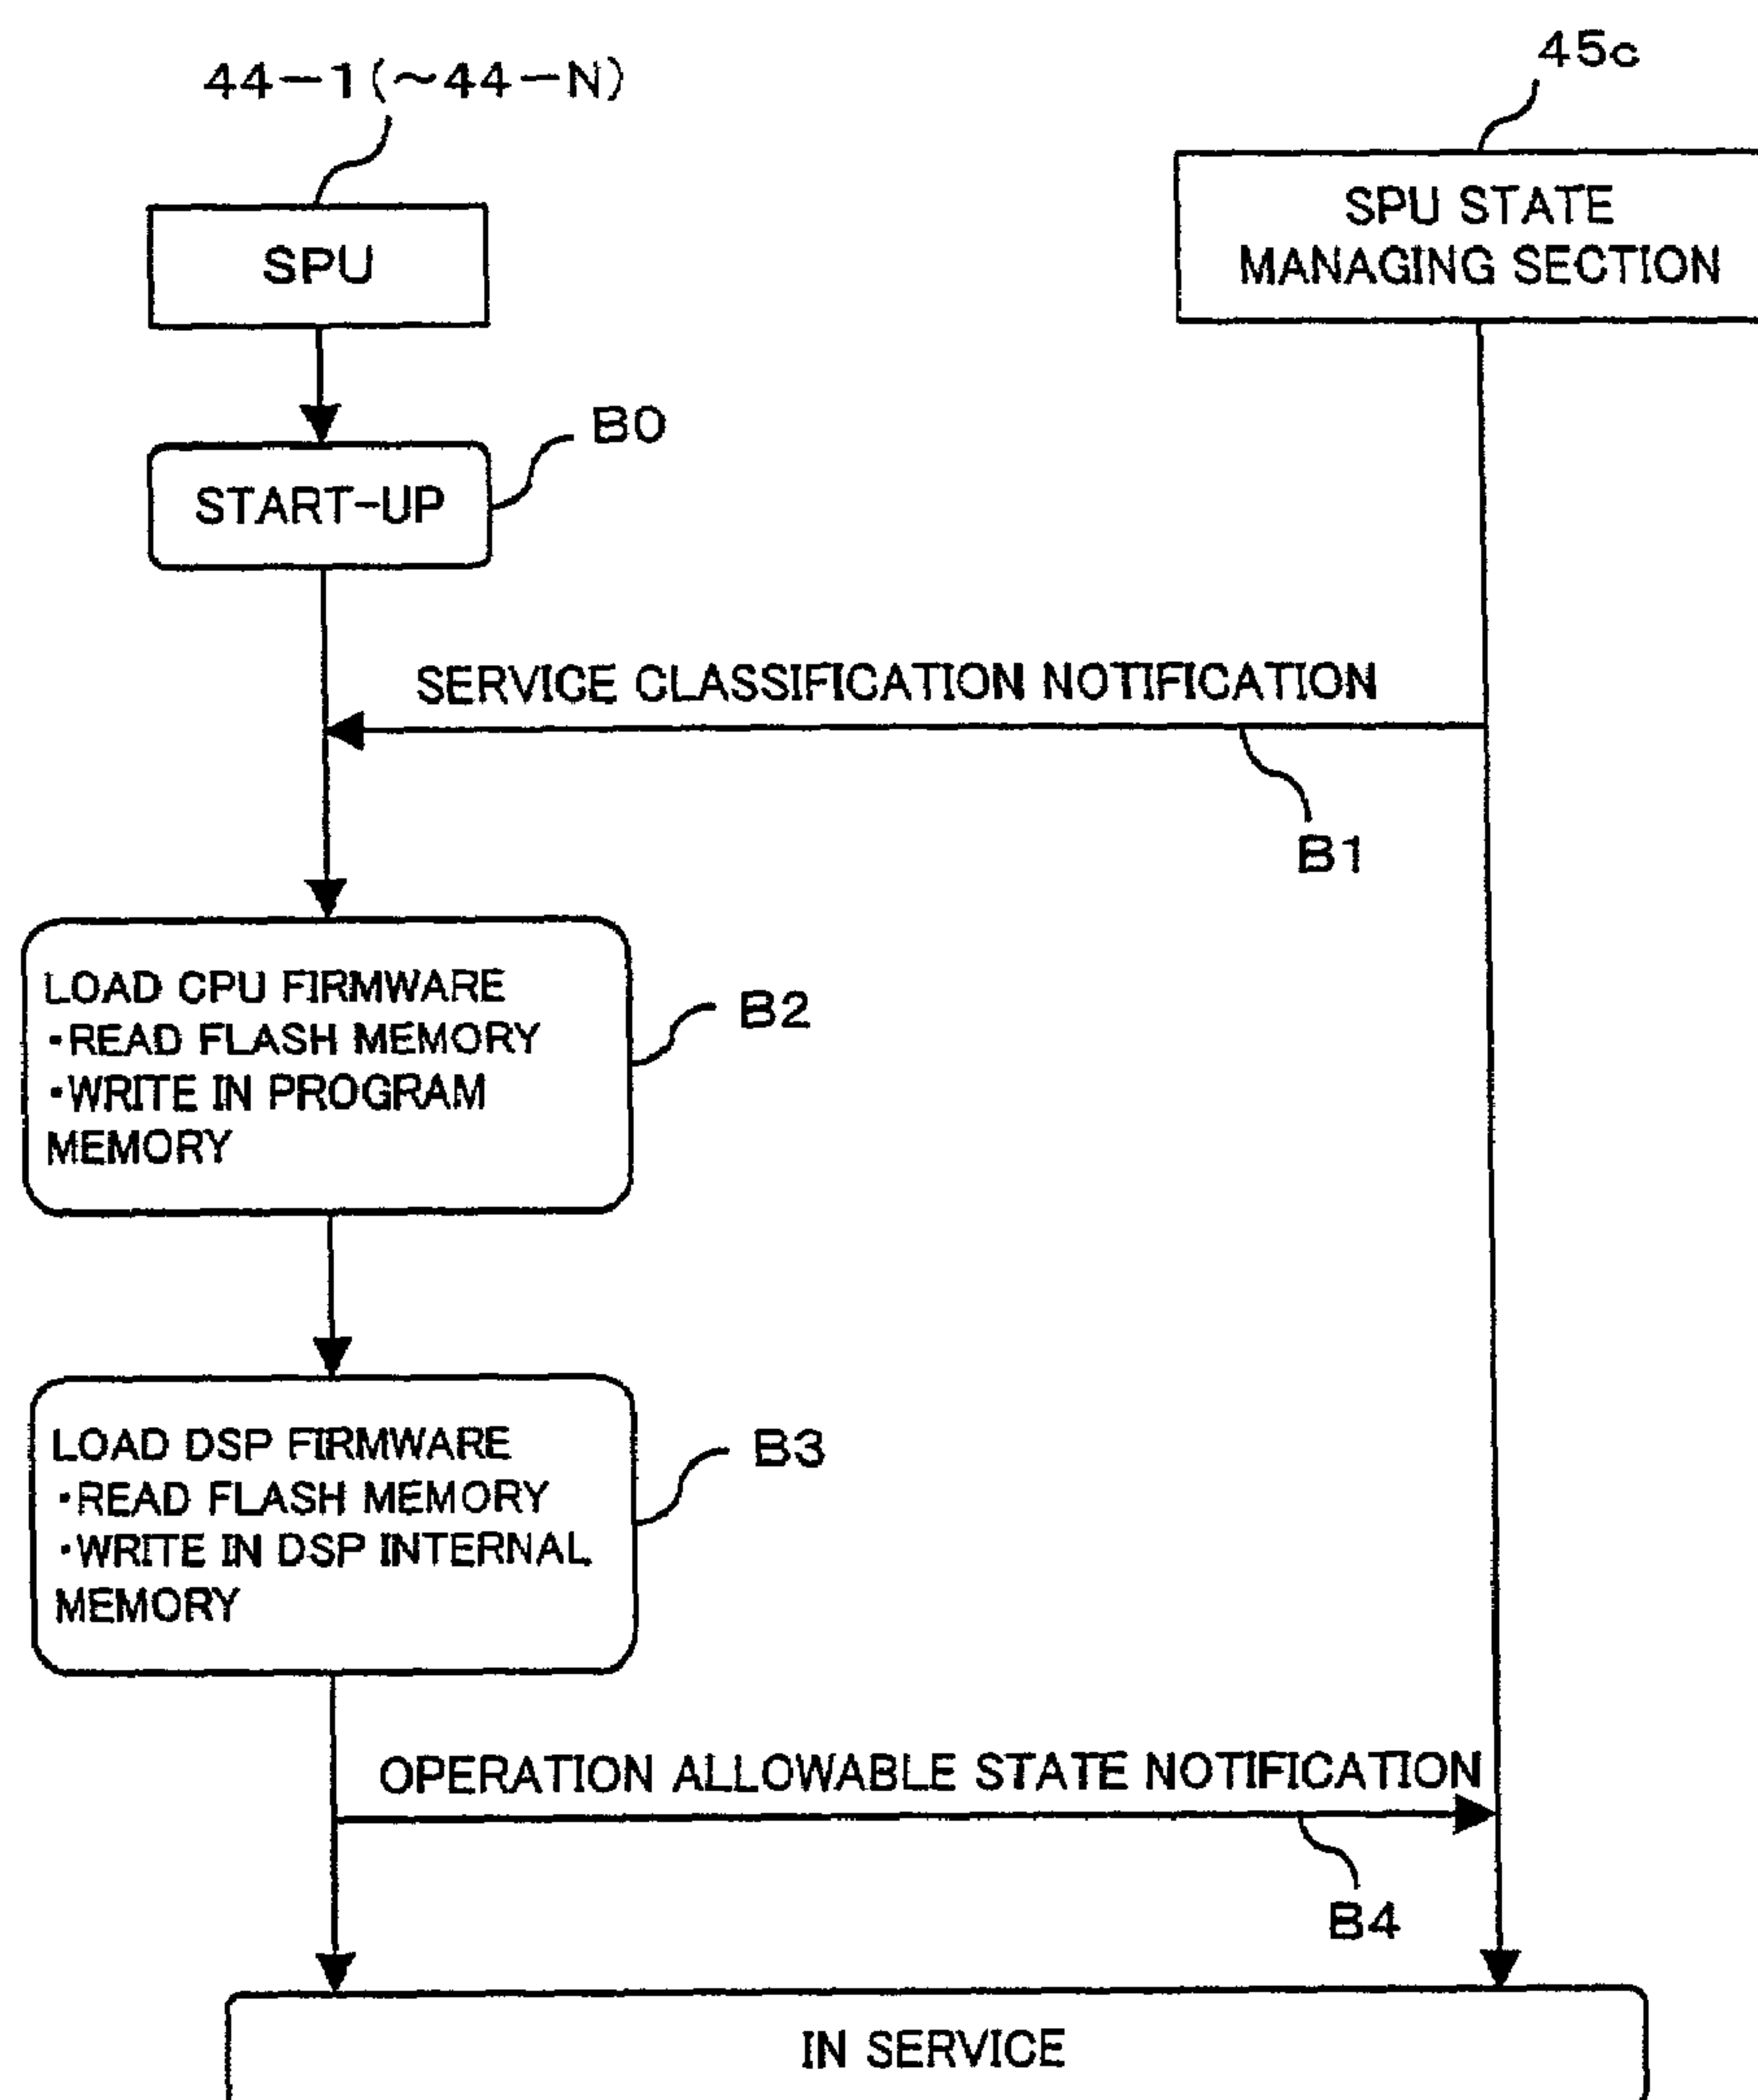 44-1(~44-N)
45c
SPU
SPU STATE
MANAGING SECTION
B0
START-UP
SERVICE CLASSIFICATION NOTIFICATION
B1
LOAD CPU FIRMWARE
・READ FLASH MEMORY
・WRITE IN PROGRAM
MEMORY
B2
LOAD DSP FIRMWARE
・READ FLASH MEMORY
・WRITE IN DSP INTERNAL
MEMORY
B3
OPERATION ALLOWABLE STATE NOTIFICATION
B4
IN SERVICE